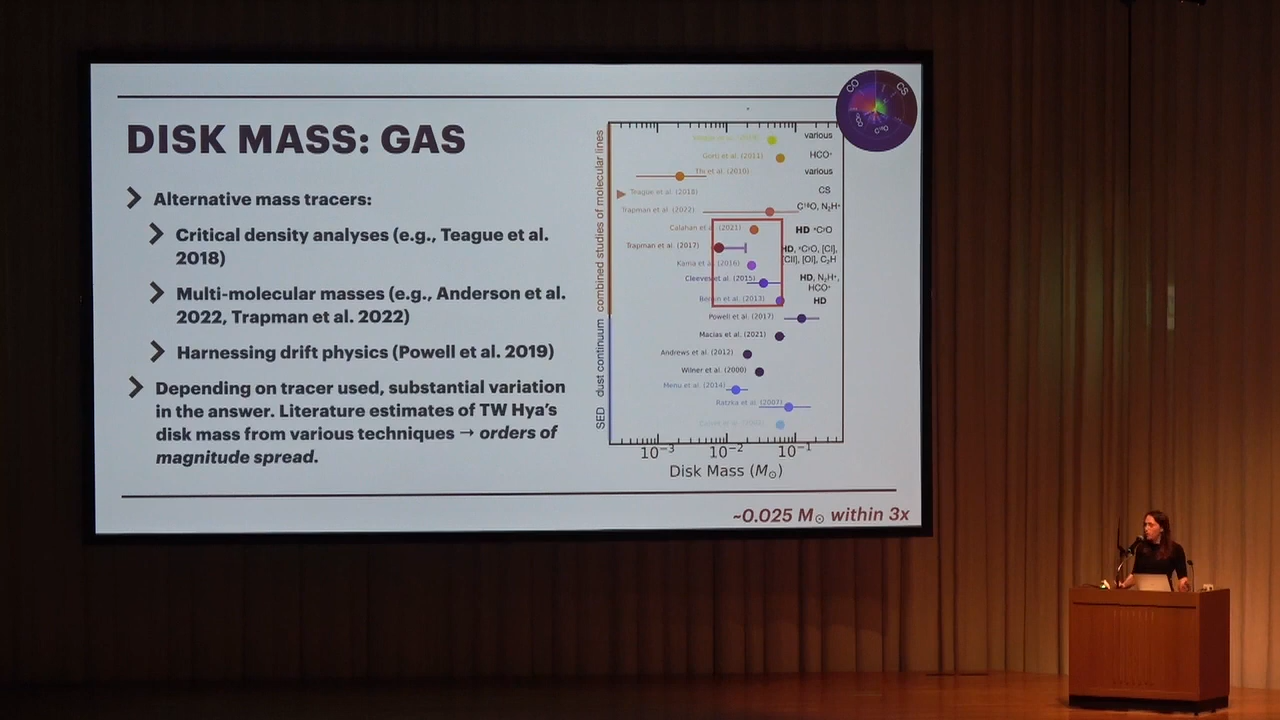 DISK MASS: GAS
Alternative mass tracers:
Critical density analyses (e.g., Teague et al.
2018)
Multi-molecular masses (e.g., Anderson et al.
2022, Trapman et al. 2022)
Harnessing drift physics (Powell et al. 2019)
Depending on tracer used, substantial variation
in the answer. Literature estimates of TW Hya's
disk mass from various techniques → orders of
magnitude spread.
CO
CS
C¹⁸O
SED dust continuum combined studies of molecular lines
various
Gorti et al. (2011) HCO⁺
Thi et al. (2010) various
Teague et al. (2018) CS
Trapman et al. (2022) C¹⁸O, N₂H⁺
Calahan et al. (2021) HD
Trapman et al. (2017) HD, [CI],
Kama et al. (2016) [CII], [OI], C₂H
Cleeves et al. (2015) HD, N₂H⁺,
HCO⁺
Bergin et al. (2013) HD
Powell et al. (2017)
Macias et al. (2021)
Andrews et al. (2012)
Wilner et al. (2000)
Menu et al. (2014)
Ratzka et al. (2007)
10⁻³ 10⁻² 10⁻¹
Disk Mass (M⊙)
~0.025 M⊙ within 3x